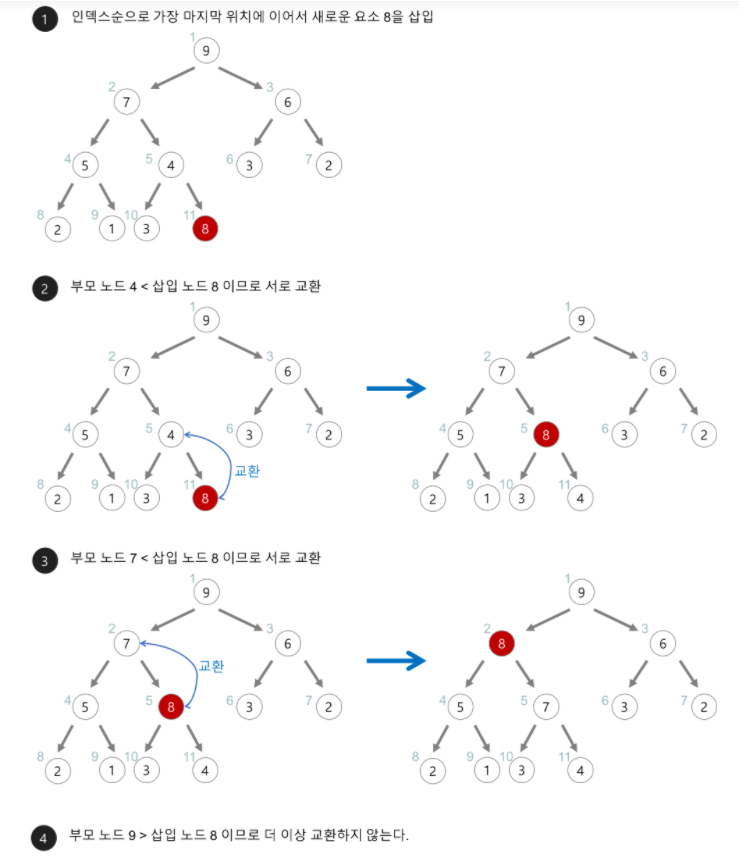 1 인덱스순으로 가장 마지막 위치에 이어서 새로운 요소 8을 삽입
1
9
2 3
7 6
4 5 6 7
5 4 3 2
8 9 10 11
2 1 3 8
2 부모 노드 4 < 삽입 노드 8 이므로 서로 교환
1 1
9 9
2 3 2 3
7 6 7 6
4 5 6 7 4 5 6 7
5 4 3 2 5 8 3 2
교환
8 9 10 11 8 9 10 11
2 1 3 8 2 1 3 4
3 부모 노드 7 < 삽입 노드 8 이므로 서로 교환
1 1
9 9
2 3 2 3
7 6 8 6
교환
4 5 6 7 4 5 6 7
5 8 3 2 5 7 3 2
8 9 10 11 8 9 10 11
2 1 3 4 2 1 3 4
4 부모 노드 9 > 삽입 노드 8 이므로 더 이상 교환하지 않는다.